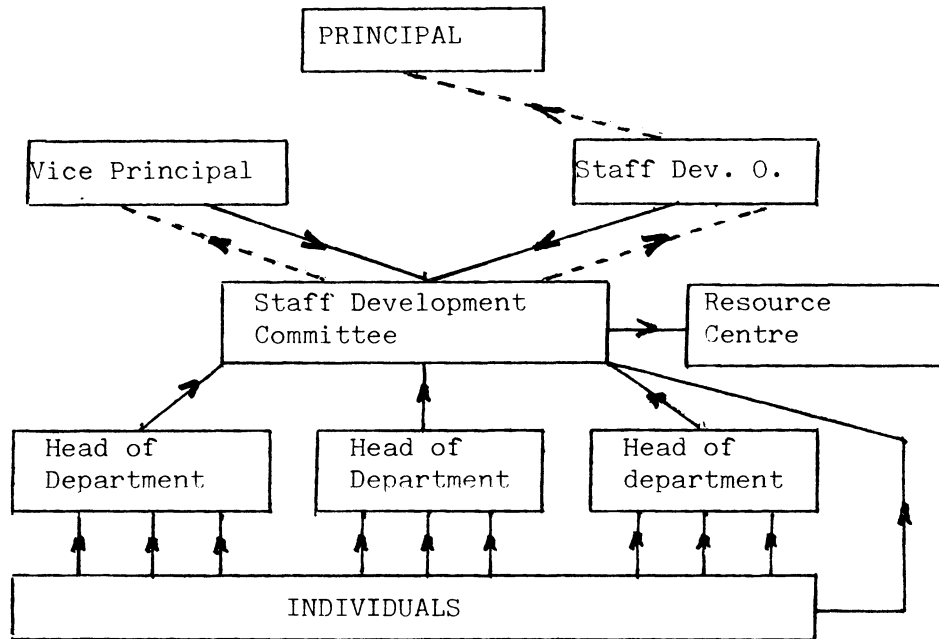 PRINCIPAL
Vice Principal
Staff Dev. O.
Staff Development
Committee
Resource
Centre
Head of
Department
Head of
Department
Head of
department
INDIVIDUALS